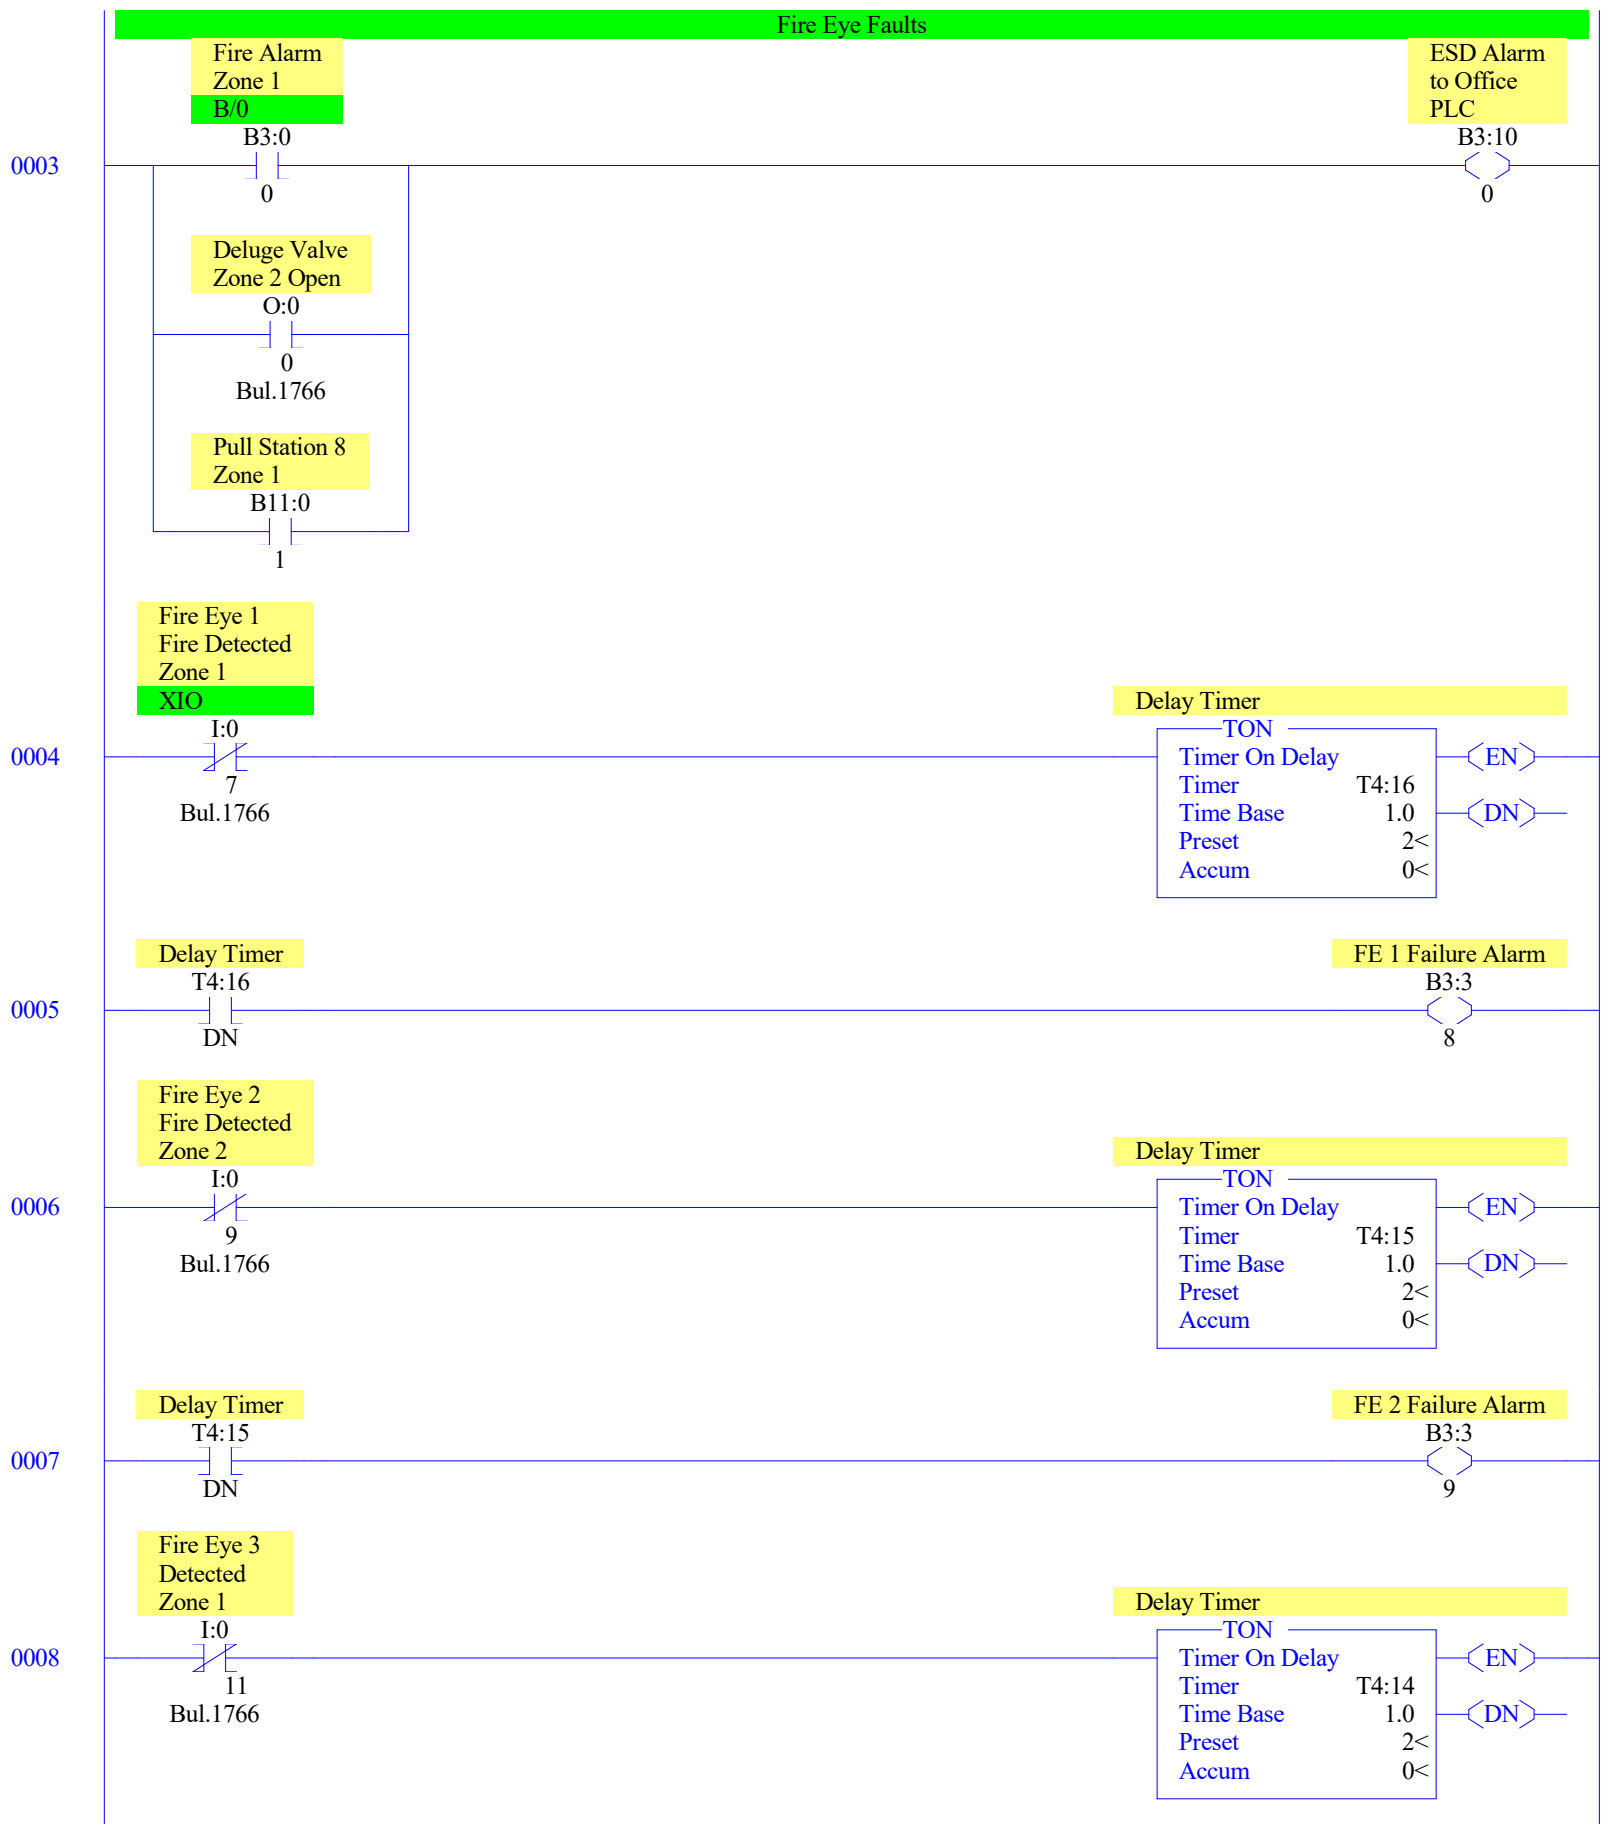 Fire Eye Faults
Fire Alarm
Zone 1
B/0
B3:0
0
ESD Alarm
to Office
PLC
B3:10
0
0003
Deluge Valve
Zone 2 Open
O:0
0
Bul.1766
Pull Station 8
Zone 1
B11:0
1
Fire Eye 1
Fire Detected
Zone 1
XIO
I:0
7
Bul.1766
0004
Delay Timer
TON
Timer On Delay
Timer T4:16
Time Base 1.0
Preset 2<
Accum 0<
EN
DN
Delay Timer
T4:16
DN
0005
FE 1 Failure Alarm
B3:3
8
Fire Eye 2
Fire Detected
Zone 2
I:0
9
Bul.1766
0006
Delay Timer
TON
Timer On Delay
Timer T4:15
Time Base 1.0
Preset 2<
Accum 0<
EN
DN
Delay Timer
T4:15
DN
0007
FE 2 Failure Alarm
B3:3
9
Fire Eye 3
Detected
Zone 1
I:0
11
Bul.1766
0008
Delay Timer
TON
Timer On Delay
Timer T4:14
Time Base 1.0
Preset 2<
Accum 0<
EN
DN